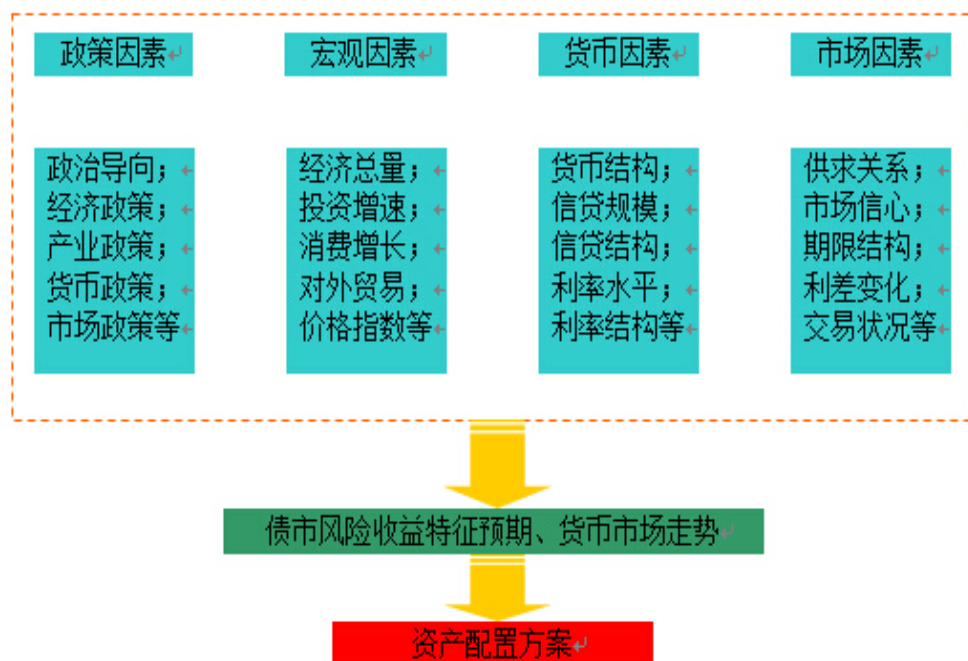 政策因素
宏观因素
货币因素
市场因素
政治导向；
经济政策；
产业政策；
货币政策；
市场政策等
经济总量；
投资增速；
消费增长；
对外贸易；
价格指数等
货币结构；
信贷规模；
信贷结构；
利率水平；
利率结构等
供求关系；
市场信心；
期限结构；
利差变化；
交易状况等
债市风险收益特征预期、货币市场走势
资产配置方案